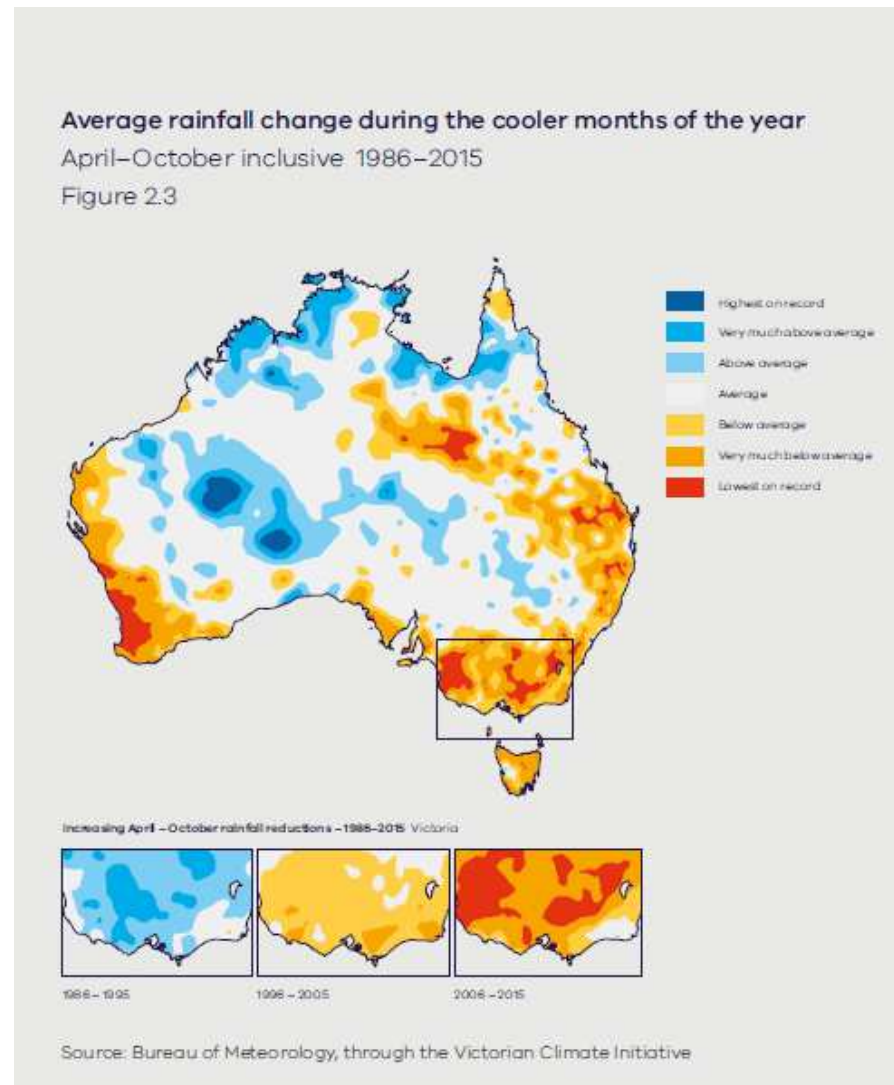 Average rainfall change during the cooler months of the year
April–October inclusive 1986–2015
Figure 2.3
Highest on record
Very much above average
Above average
Average
Below average
Very much below average
Lowest on record
Increasing April – October rainfall reductions – 1986–2015 Victoria
1986 – 1995
1996 – 2005
2006 – 2015
Source: Bureau of Meteorology, through the Victorian Climate Initiative